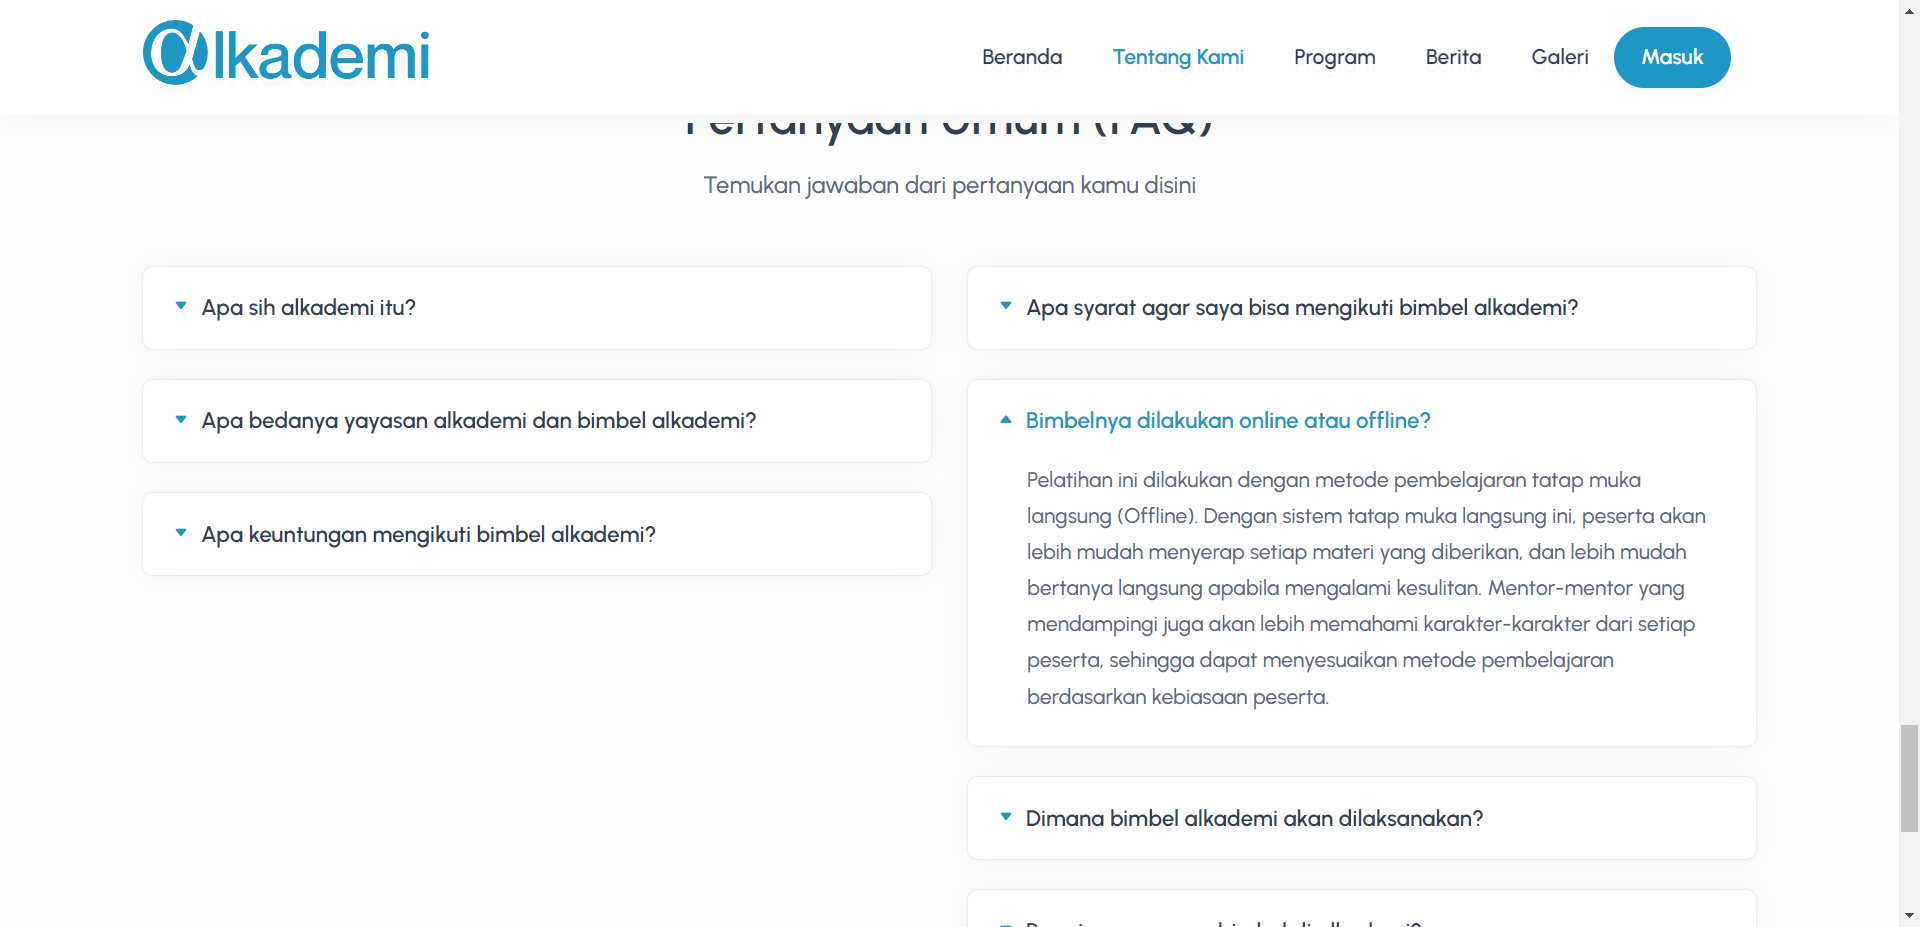 @lkademi
Beranda
Tentang Kami
Program
Berita
Galeri
Masuk
Pertanyaan Umum (FAQ)
Temukan jawaban dari pertanyaan kamu disini
Apa sih alkademi itu?
Apa bedanya yayasan alkademi dan bimbel alkademi?
Apa keuntungan mengikuti bimbel alkademi?
Apa syarat agar saya bisa mengikuti bimbel alkademi?
Bimbelnya dilakukan online atau offline?
Pelatihan ini dilakukan dengan metode pembelajaran tatap muka
langsung (Offline). Dengan sistem tatap muka langsung ini, peserta akan
lebih mudah menyerap setiap materi yang diberikan, dan lebih mudah
bertanya langsung apabila mengalami kesulitan. Mentor-mentor yang
mendampingi juga akan lebih memahami karakter-karakter dari setiap
peserta, sehingga dapat menyesuaikan metode pembelajaran
berdasarkan kebiasaan peserta.
Dimana bimbel alkademi akan dilaksanakan?